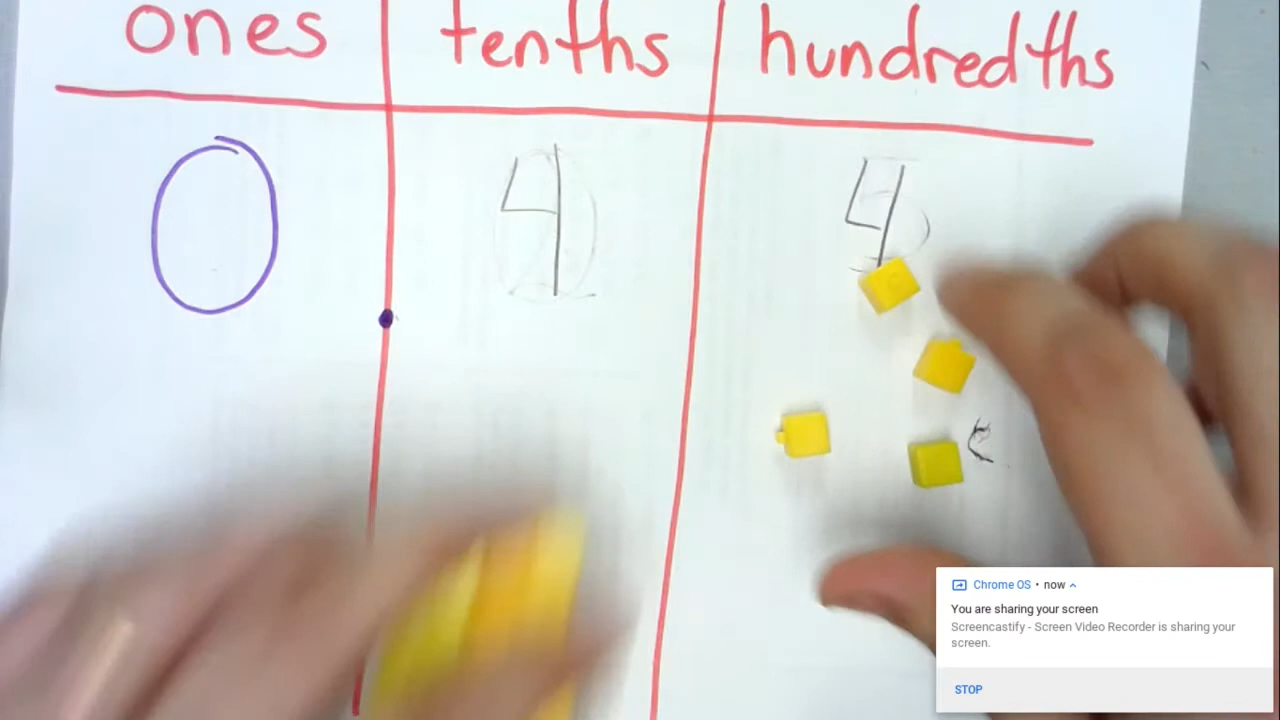 ones tenths hundredths
0 . 4 4
Chrome OS • now
You are sharing your screen
Screencastify - Screen Video Recorder is sharing your
screen.
STOP